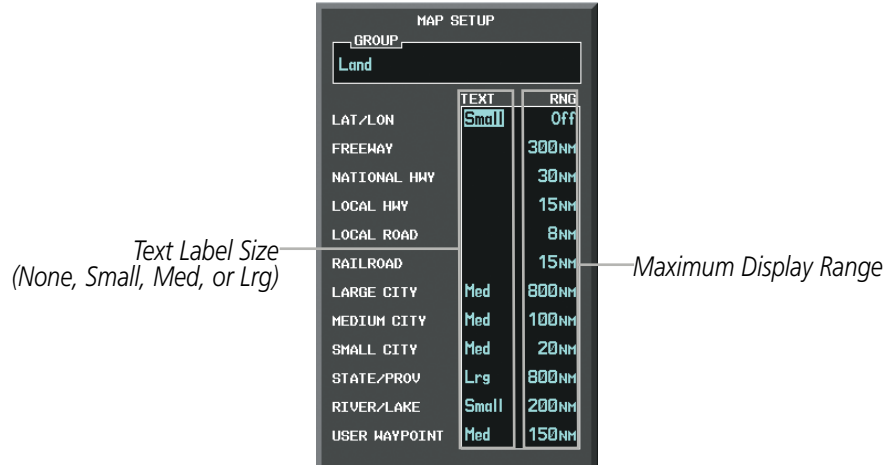 MAP SETUP
GROUP
Land
TEXT RNG
LAT/LON Small Off
FREEWAY 300NM
NATIONAL HWY 30NM
LOCAL HWY 15NM
LOCAL ROAD 8NM
RAILROAD 15NM
LARGE CITY Med 800NM
MEDIUM CITY Med 100NM
SMALL CITY Med 20NM
STATE/PROV Lrg 800NM
RIVER/LAKE Small 200NM
USER WAYPOINT Med 150NM
Text Label Size
(None, Small, Med, or Lrg)
Maximum Display Range